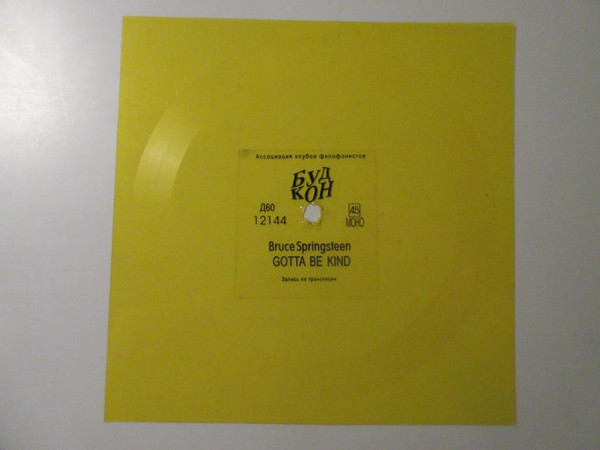 Ассоциация клубов филофонистов
БУД
КОН
Д60
12144
45
МОНО
Bruce Springsteen
GOTTA BE KIND
Запись по трансляции